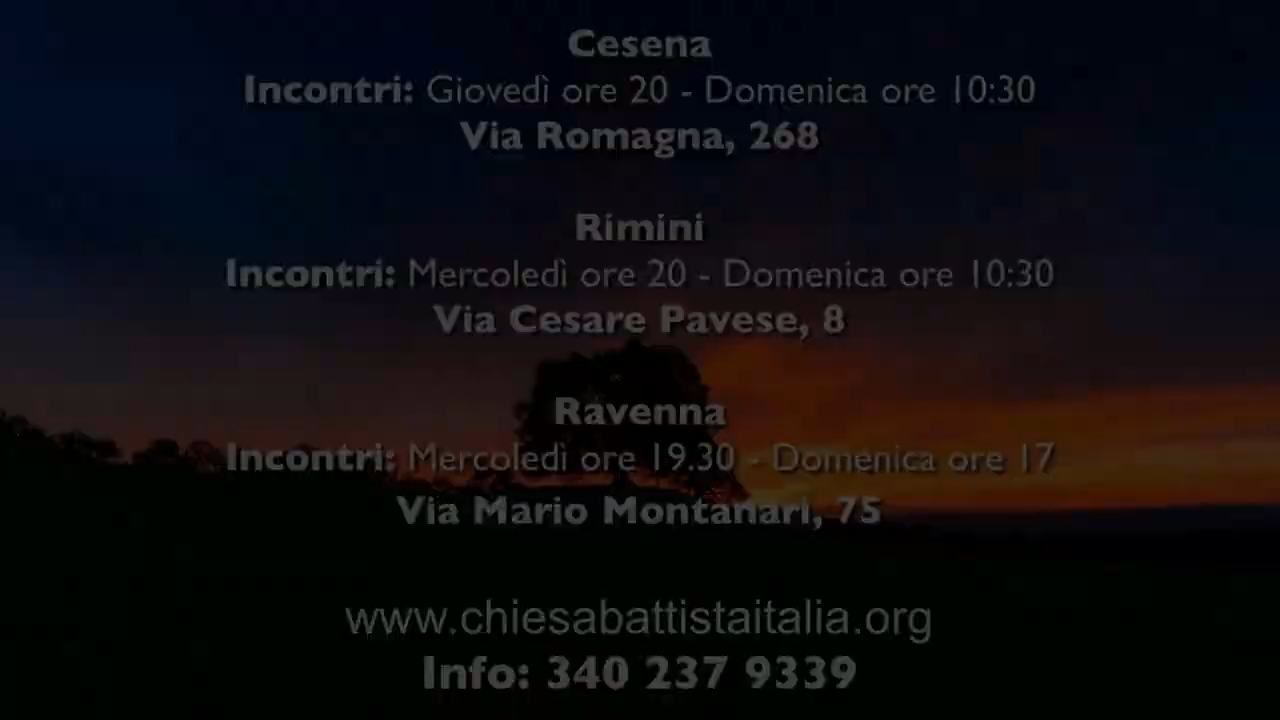 Cesena
Incontri: Giovedì ore 20 - Domenica ore 10:30
Via Romagna, 268
Rimini
Incontri: Mercoledì ore 20 - Domenica ore 10:30
Via Cesare Pavese, 8
Ravenna
Incontri: Mercoledì ore 19.30 - Domenica ore 17
Via Mario Montanari, 75
www.chiesabattistaitalia.org
Info: 340 237 9339